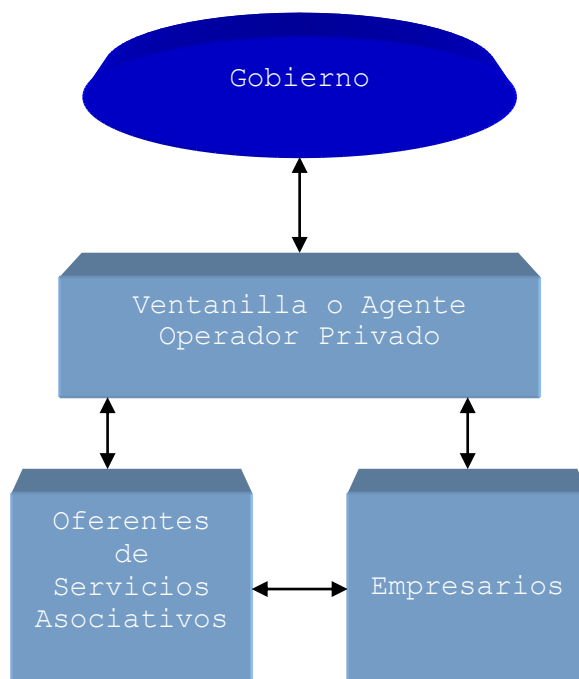 Gobierno
Ventanilla o Agente
Operador Privado
Oferentes
de
Servicios
Asociativos
Empresarios